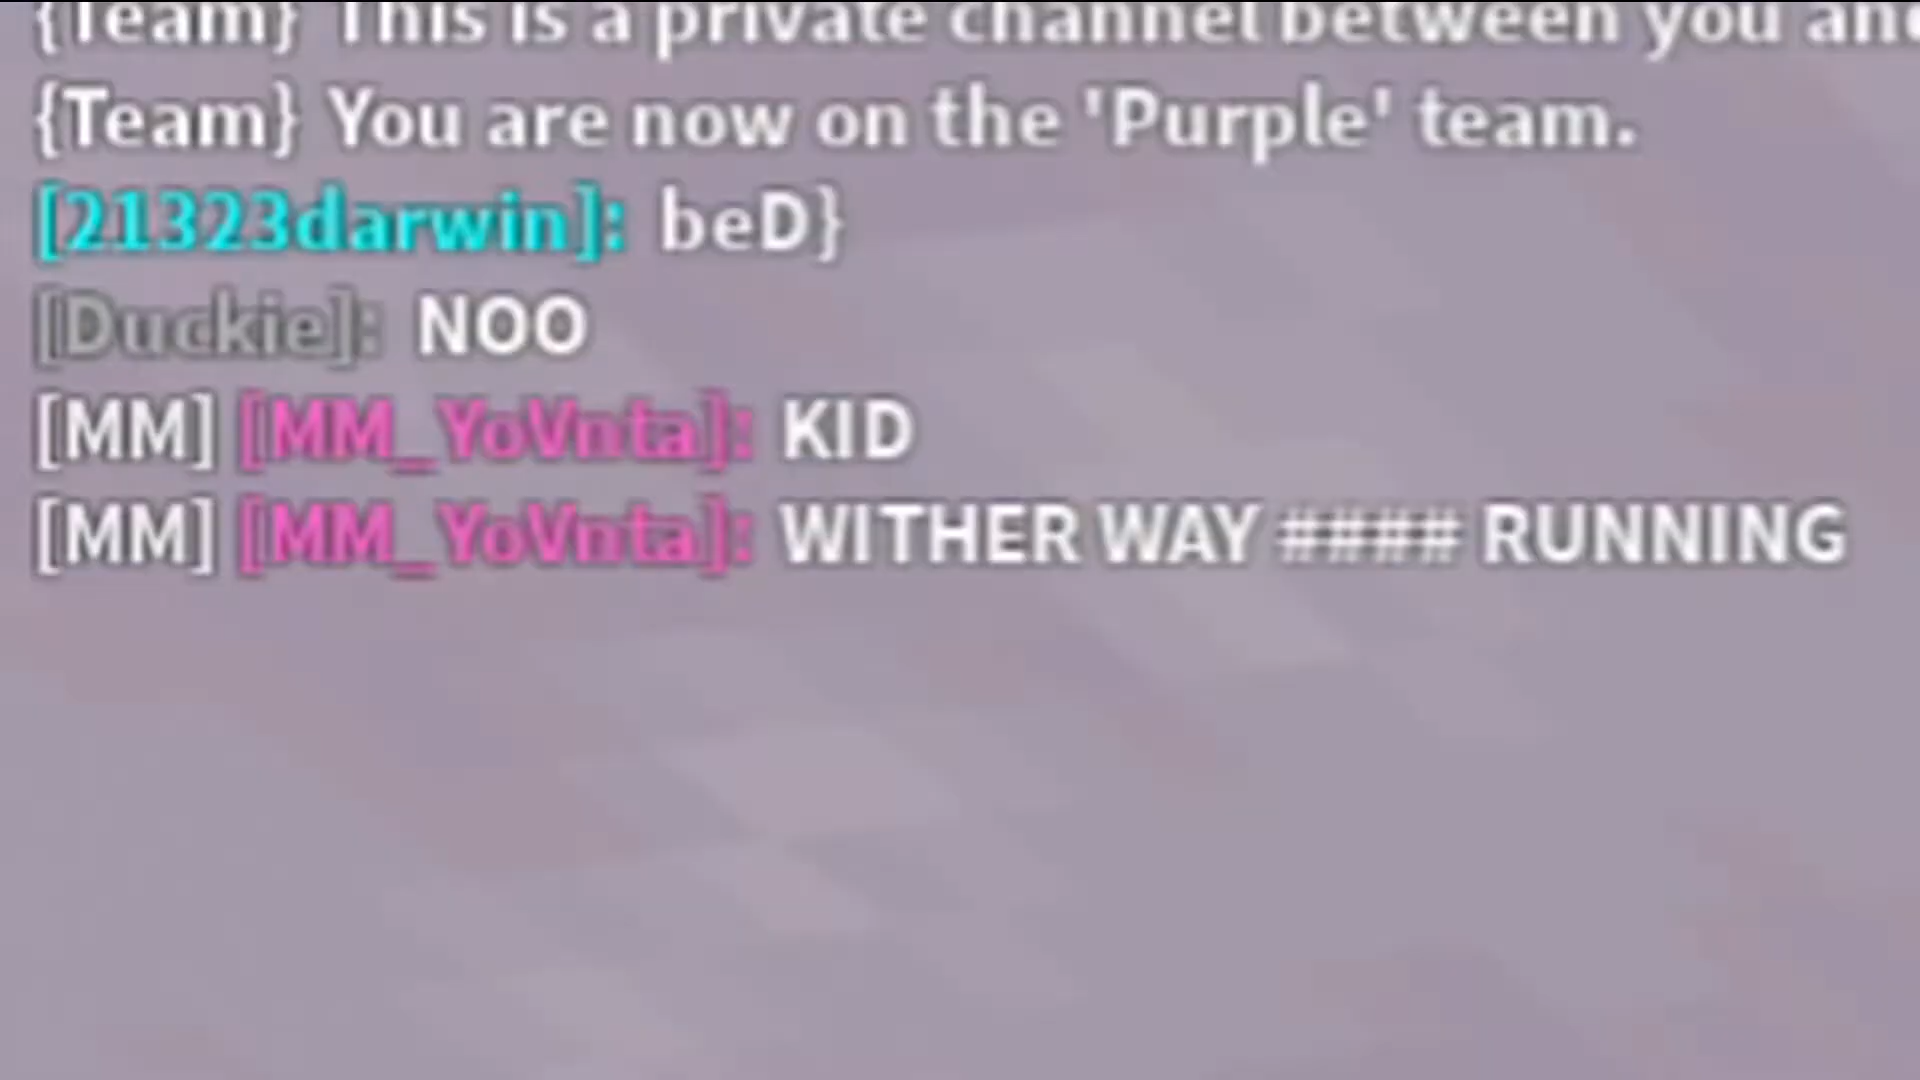 {Team} This is a private channel between you and
{Team} You are now on the 'Purple' team.
[21323darwin]: beD}
[Duckie]: NOO
[MM] [MM_YoVnta]: KID
[MM] [MM_YoVnta]: WITHER WAY #### RUNNING